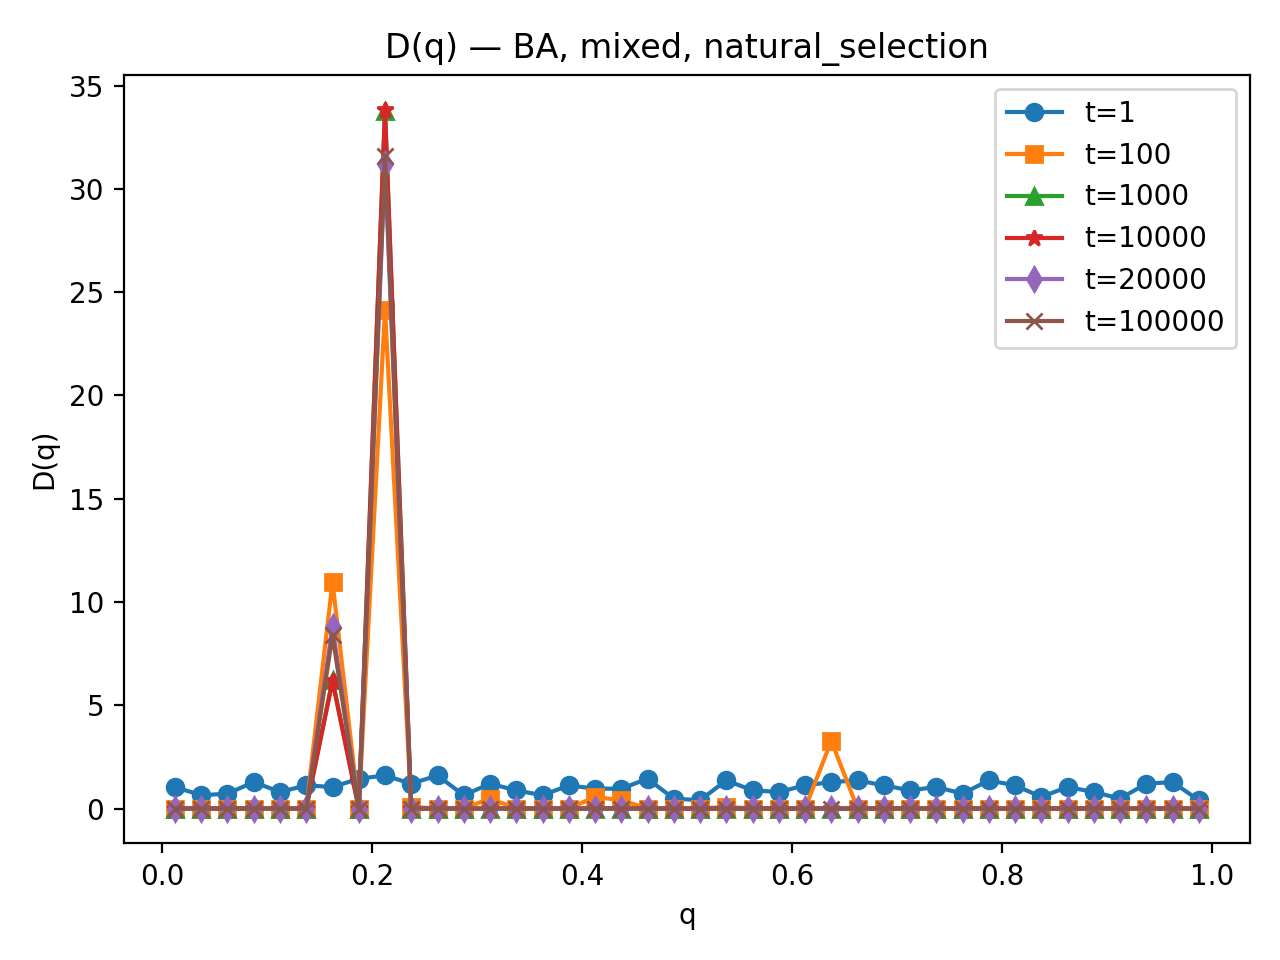 D(q) — BA, mixed, natural_selection
35
30
25
20
15
10
5
0
D(q)
0.0
0.2
0.4
0.6
0.8
1.0
q
t=1
t=100
t=1000
t=10000
t=20000
t=100000